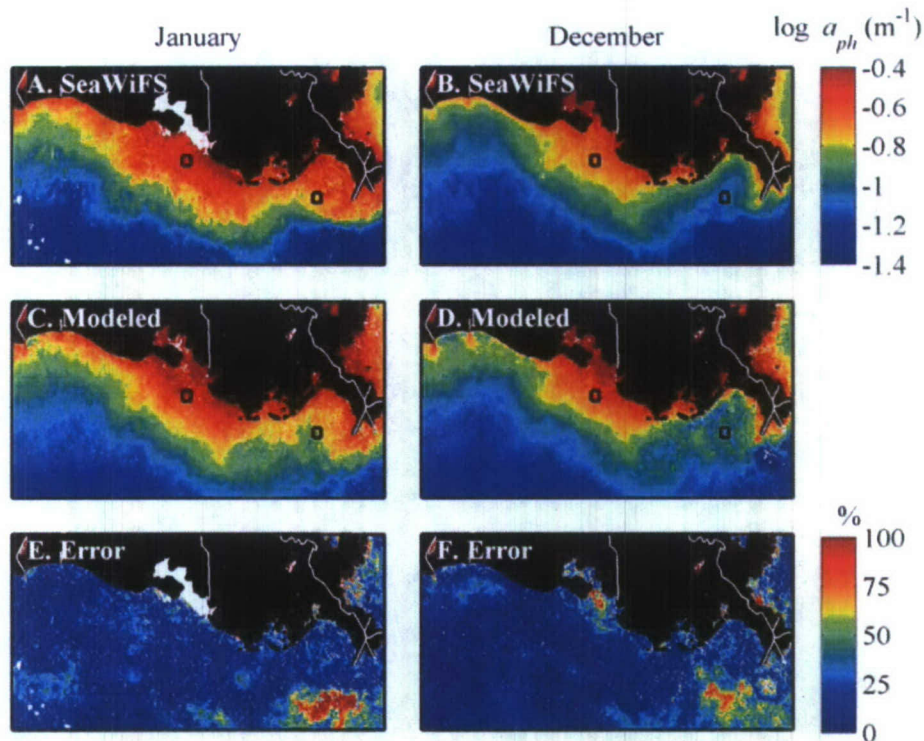 January
December
log a_ph (m⁻¹)
A. SeaWiFS
B. SeaWiFS
-0.4
-0.6
-0.8
-1
-1.2
-1.4
C. Modeled
D. Modeled
E. Error
F. Error
%
100
75
50
25
0